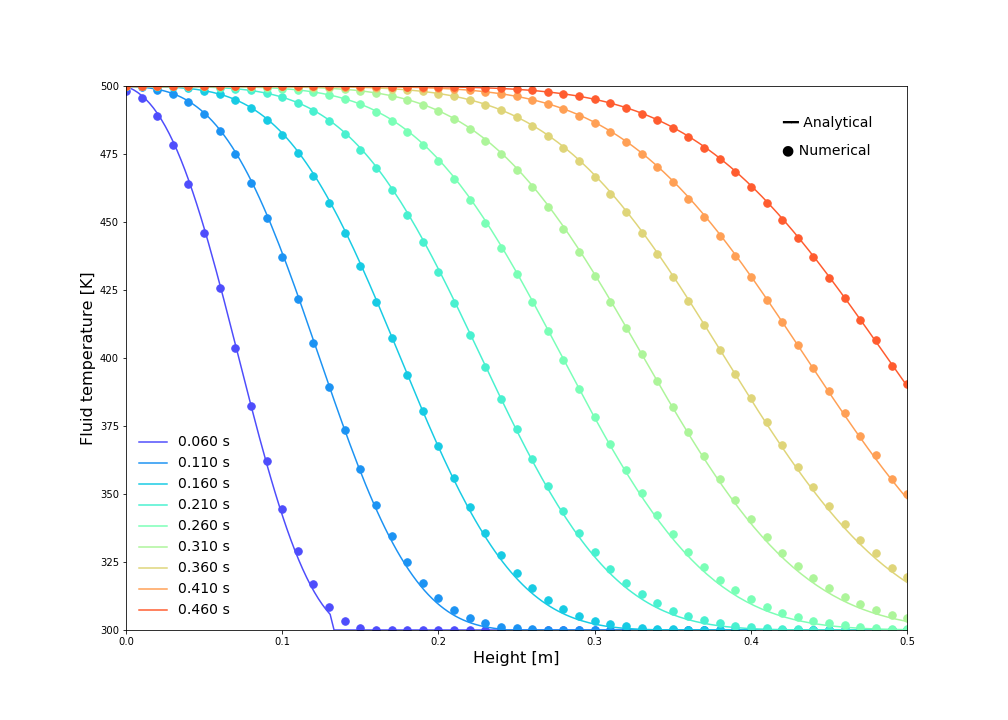 500
475
450
425
400
375
350
325
300
Fluid temperature [K]
Analytical
Numerical
0.060 s
0.110 s
0.160 s
0.210 s
0.260 s
0.310 s
0.360 s
0.410 s
0.460 s
0.0 0.1 0.2 0.3 0.4 0.5
Height [m]